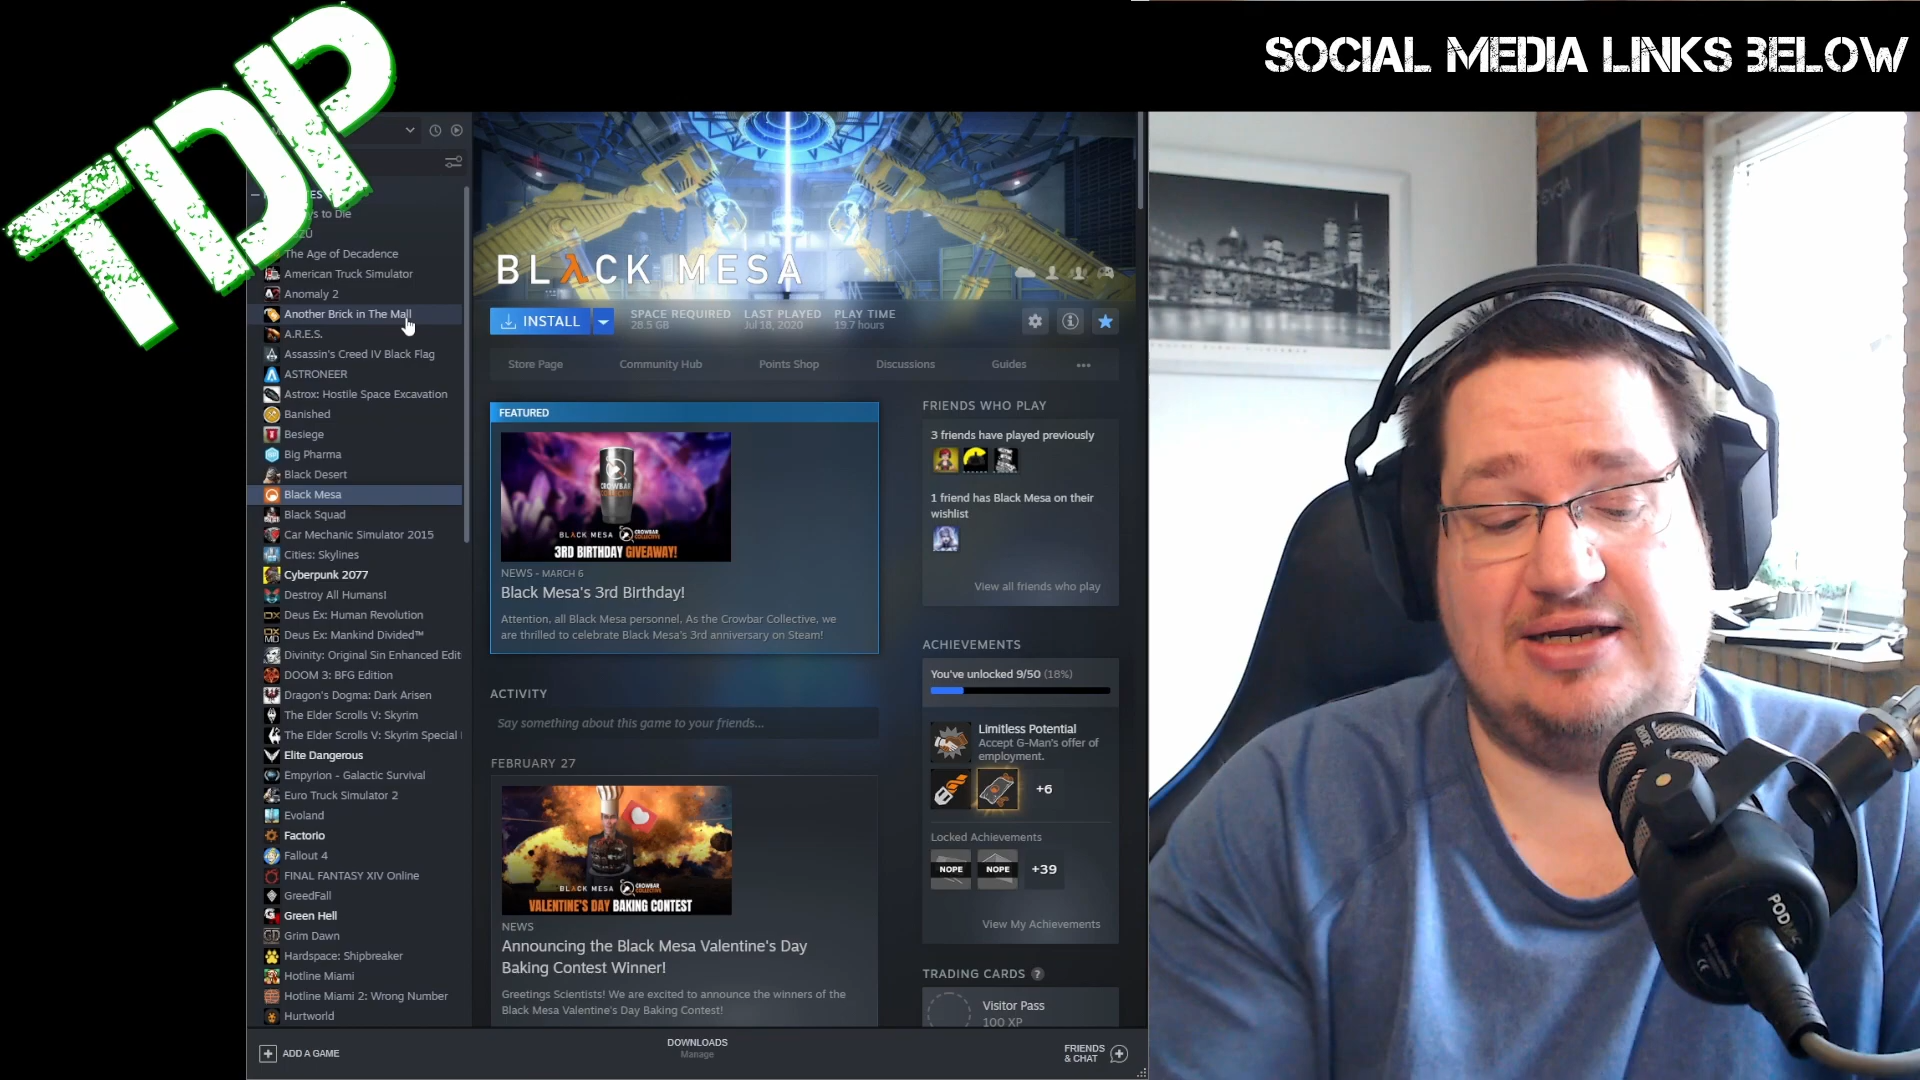 TDP
SOCIAL MEDIA LINKS BELOW
The Age of Decadence
American Truck Simulator
Anomaly 2
Another Brick in The Mall
A.R.E.S.
Assassin's Creed IV Black Flag
ASTRONEER
Astrox: Hostile Space Excavation
Banished
Besiege
Big Pharma
Black Desert
Black Mesa
Black Squad
Car Mechanic Simulator 2015
Cities: Skylines
Cyberpunk 2077
Destroy All Humans!
Deus Ex: Human Revolution
Deus Ex: Mankind Divided™
Divinity: Original Sin Enhanced Edit
DOOM 3: BFG Edition
Dragon's Dogma: Dark Arisen
The Elder Scrolls V: Skyrim
The Elder Scrolls V: Skyrim Special
Elite Dangerous
Empyrion - Galactic Survival
Euro Truck Simulator 2
Evoland
Factorio
Fallout 4
FINAL FANTASY XIV Online
GreedFall
Green Hell
Grim Dawn
Hardspace: Shipbreaker
Hotline Miami
Hotline Miami 2: Wrong Number
Hurtworld
ADD A GAME
BLACK MESA
INSTALL
SPACE REQUIRED
28.5 GB
LAST PLAYED
Jul 18, 2020
PLAY TIME
19.7 hours
Store Page
Community Hub
Points Shop
Discussions
Guides
FEATURED
CROWBAR
BLACK MESA
CROWBAR
COLLECTIVE
3RD BIRTHDAY GIVEAWAY!
NEWS - MARCH 6
Black Mesa's 3rd Birthday!
Attention, all Black Mesa personnel, As the Crowbar Collective, we
are thrilled to celebrate Black Mesa's 3rd anniversary on Steam!
ACTIVITY
Say something about this game to your friends...
FEBRUARY 27
BLACK MESA
CROWBAR
COLLECTIVE
VALENTINE'S DAY BAKING CONTEST
NEWS
Announcing the Black Mesa Valentine's Day
Baking Contest Winner!
Greetings Scientists! We are excited to announce the winners of the
Black Mesa Valentine's Day Baking Contest!
FRIENDS WHO PLAY
3 friends have played previously
1 friend has Black Mesa on their
wishlist
View all friends who play
ACHIEVEMENTS
You've unlocked 9/50 (18%)
Limitless Potential
Accept G-Man's offer of
employment.
+6
Locked Achievements
NOPE
NOPE
+39
View My Achievements
TRADING CARDS ?
Visitor Pass
100 XP
DOWNLOADS
Manage
FRIENDS
& CHAT
EVGA
RØDE